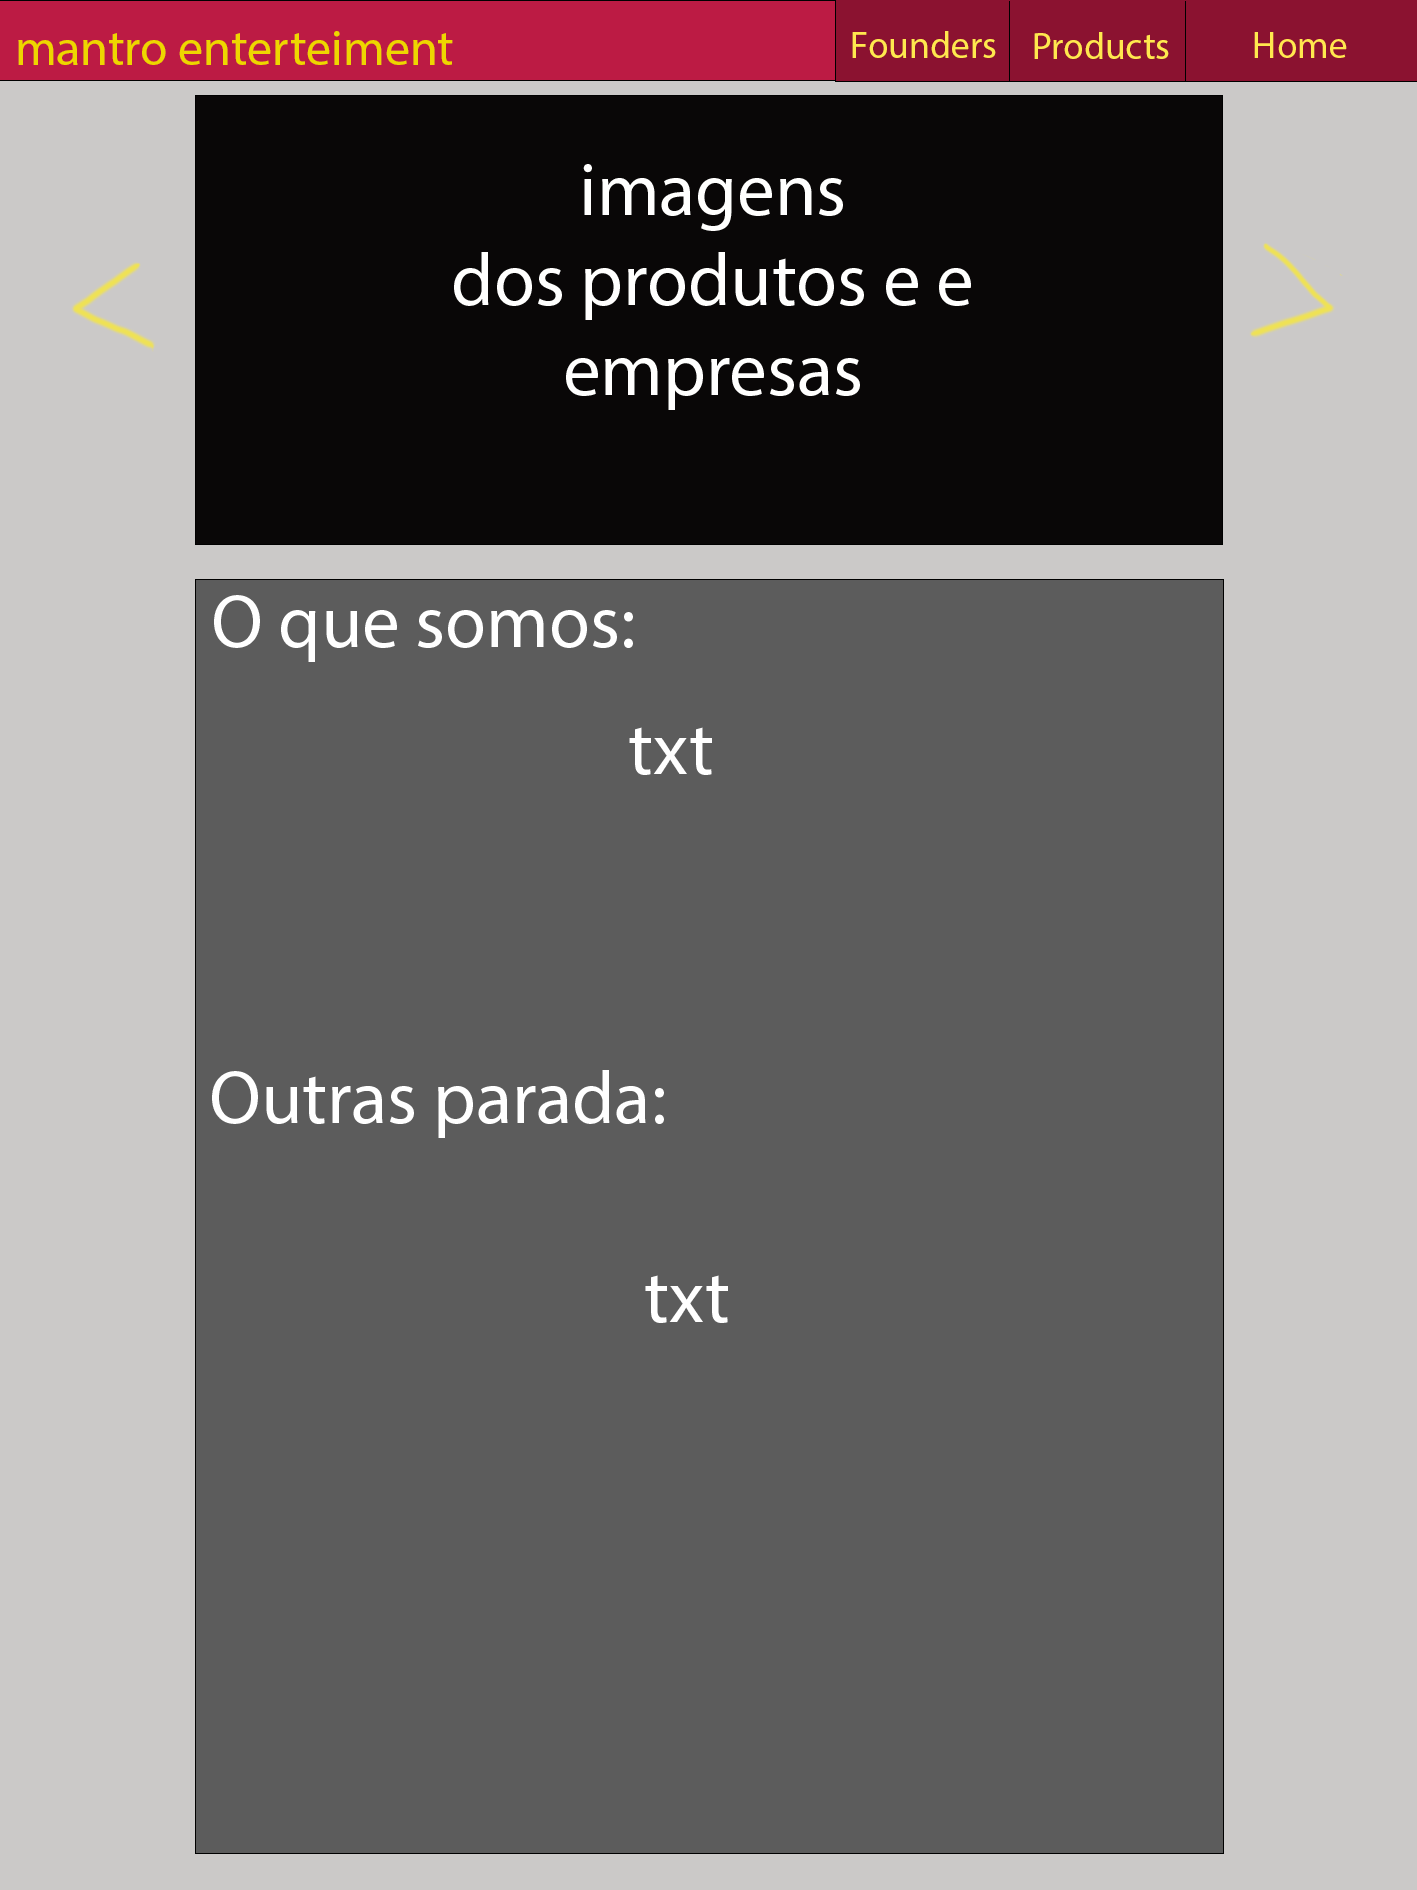 mantro enterteiment
Founders
Products
Home
imagens
dos produtos e e
empresas
O que somos:
txt
Outras parada:
txt